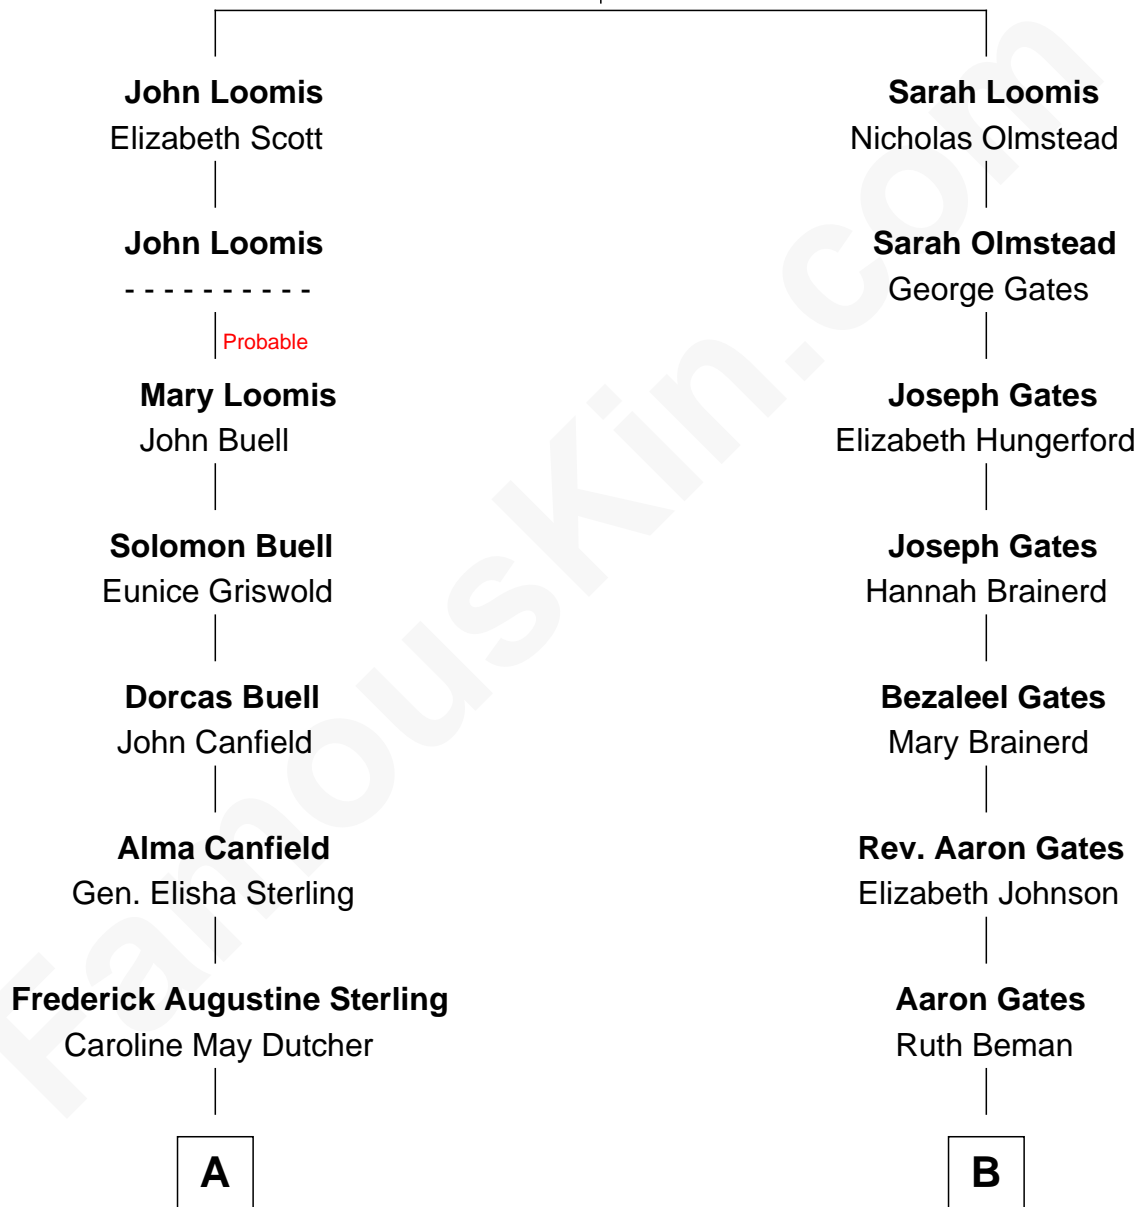 John Loomis
Elizabeth Scott
John Loomis
- - - - - - - - - -
Probable
Mary Loomis
John Buell
Solomon Buell
Eunice Griswold
Dorcas Buell
John Canfield
Alma Canfield
Gen. Elisha Sterling
Frederick Augustine Sterling
Caroline May Dutcher
A
Sarah Loomis
Nicholas Olmstead
Sarah Olmstead
George Gates
Joseph Gates
Elizabeth Hungerford
Joseph Gates
Hannah Brainerd
Bezaleel Gates
Mary Brainerd
Rev. Aaron Gates
Elizabeth Johnson
Aaron Gates
Ruth Beman
B
FamousKin.com